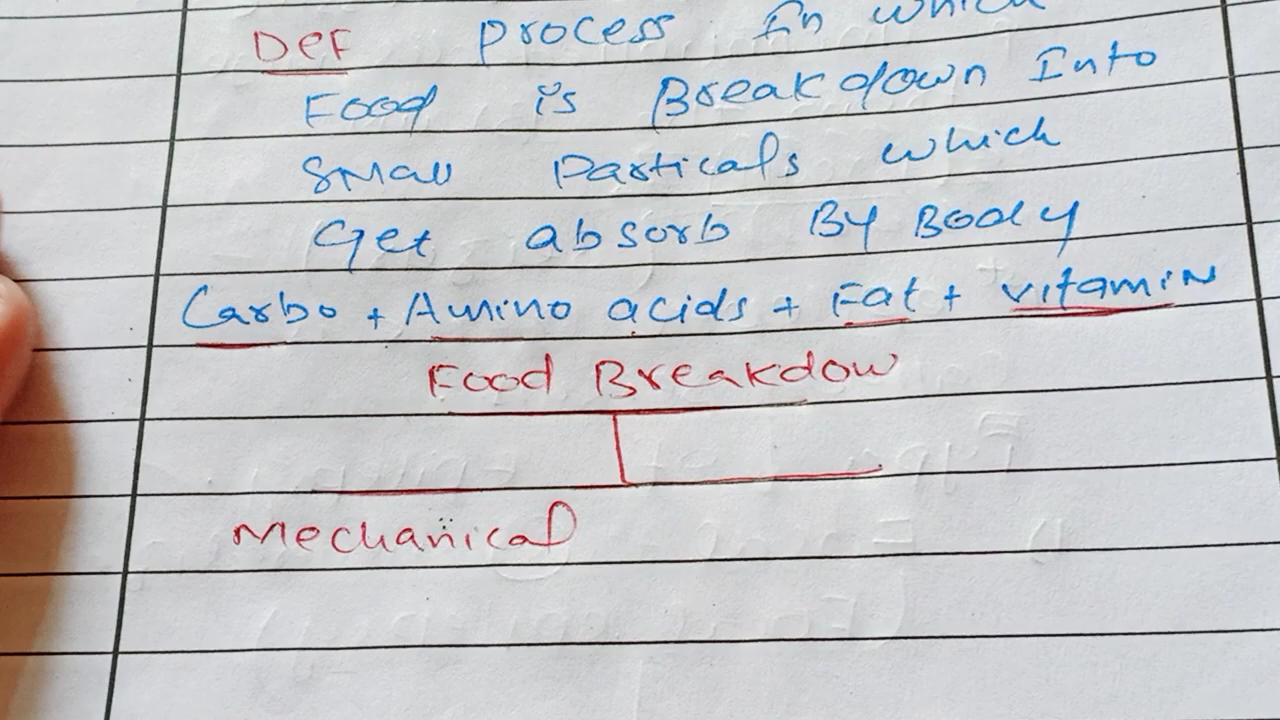 DEF Process In which
Food is Breakdown Into
Small Particals which
Get absorb By Body
Carbo + Amino acids + Fat + vitamin
Food Breakdow
Mechanical